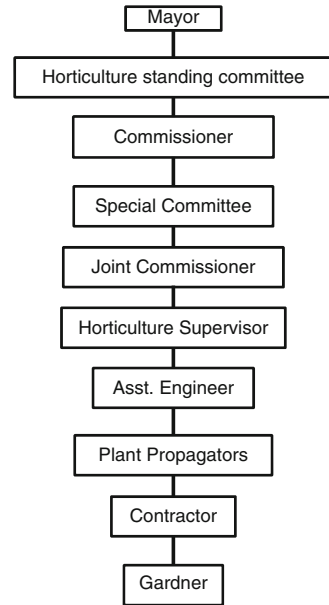 Mayor
Horticulture standing committee
Commissioner
Special Committee
Joint Commissioner
Horticulture Supervisor
Asst. Engineer
Plant Propagators
Contractor
Gardner